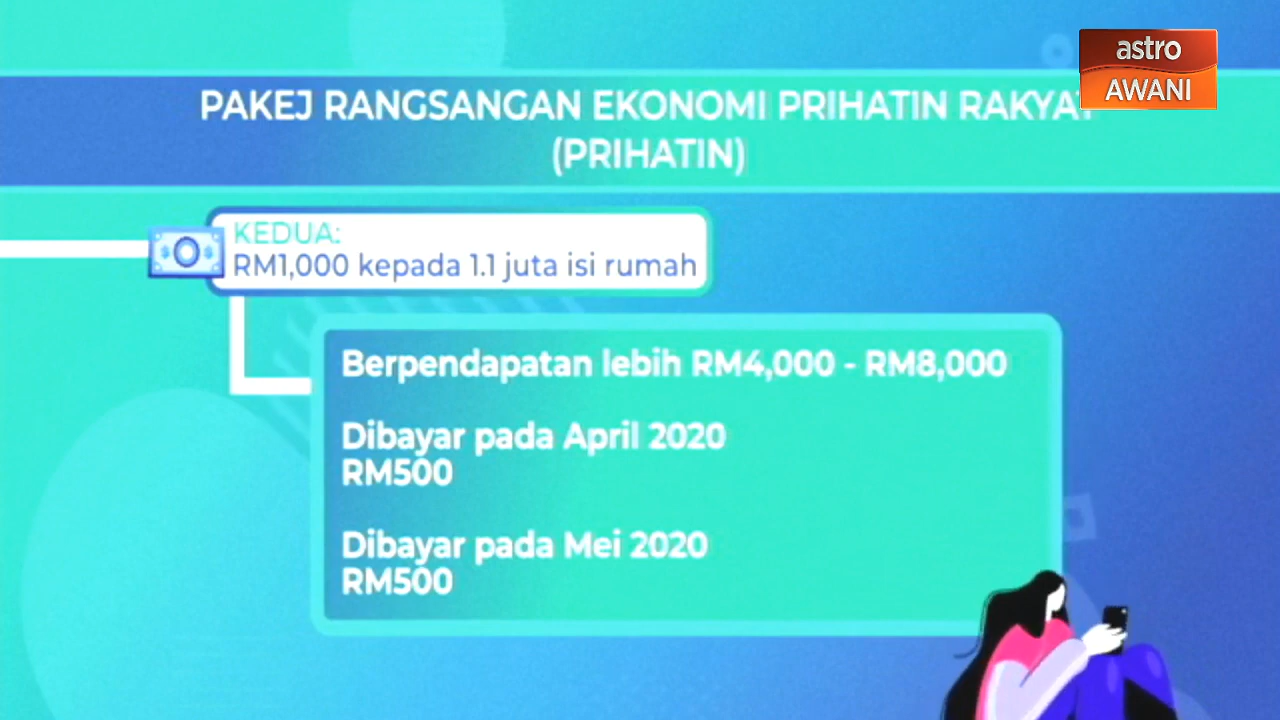 astro
AWANI
PAKEJ RANGSANGAN EKONOMI PRIHATIN RAKYAT
(PRIHATIN)
KEDUA:
RM1,000 kepada 1.1 juta isi rumah
Berpendapatan lebih RM4,000 - RM8,000
Dibayar pada April 2020
RM500
Dibayar pada Mei 2020
RM500